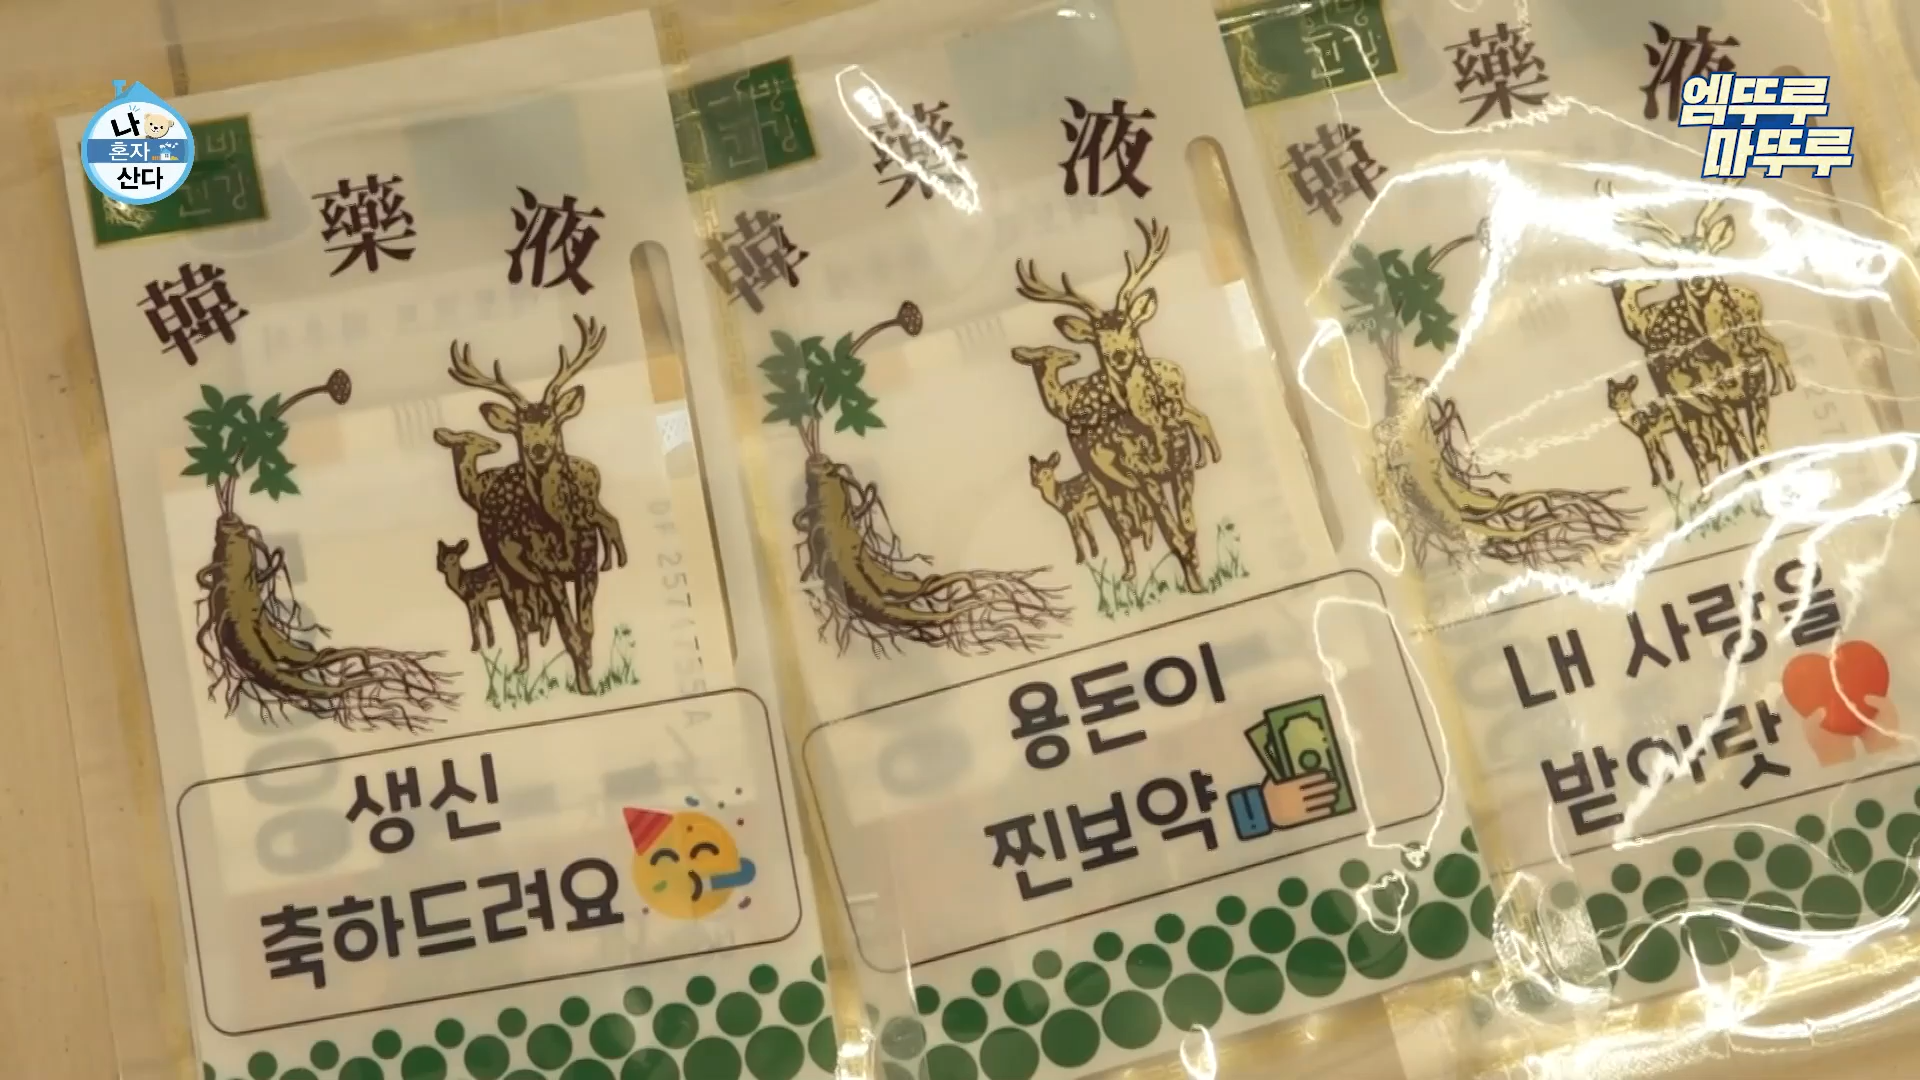 나
혼자
산다
엠뚜루
마뚜루
韓藥液
생신
축하드려요
韓藥液
용돈이
찐보약
韓藥液
내 사랑을
받아랏